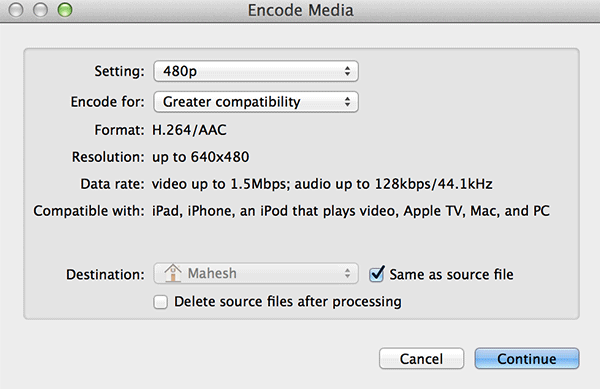 Encode Media
Setting: 480p
Encode for: Greater compatibility
Format: H.264/AAC
Resolution: up to 640x480
Data rate: video up to 1.5Mbps; audio up to 128kbps/44.1kHz
Compatible with: iPad, iPhone, an iPod that plays video, Apple TV, Mac, and PC
Destination: Mahesh Same as source file
Delete source files after processing
Cancel Continue